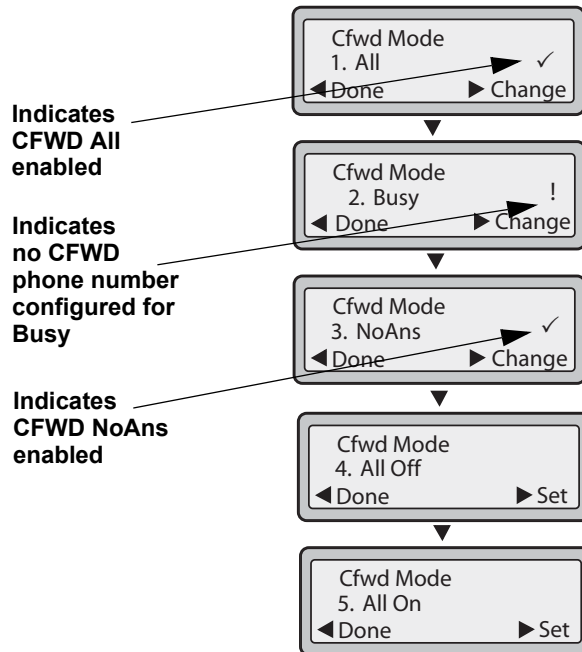 Cfwd Mode
1. All ✓
◀Done ▶Change
▼
Indicates
CFWD All
enabled
Cfwd Mode
2. Busy !
◀ Done ▶Change
▼
Indicates
no CFWD
phone number
configured for
Busy
Cfwd Mode
3. NoAns ✓
◀Done ▶Change
▼
Indicates
CFWD NoAns
enabled
Cfwd Mode
4. All Off
◀Done ▶Set
▼
Cfwd Mode
5. All On
◀Done ▶Set